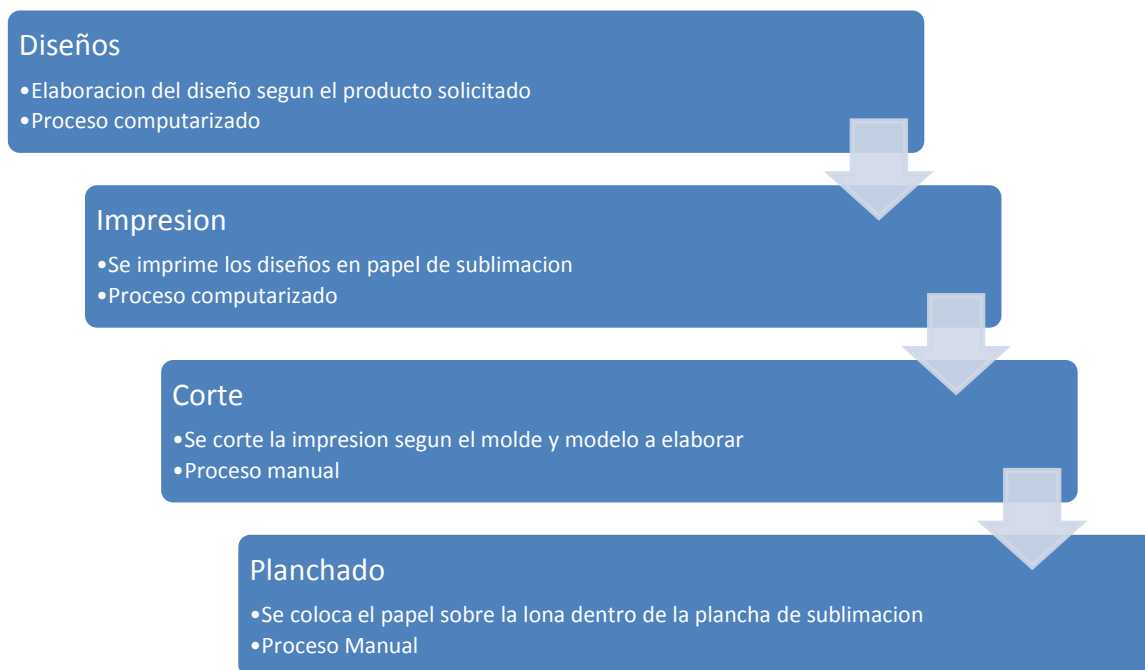 Diseños
•Elaboracion del diseño segun el producto solicitado
•Proceso computarizado
Impresion
•Se imprime los diseños en papel de sublimacion
•Proceso computarizado
Corte
•Se corte la impresion segun el molde y modelo a elaborar
•Proceso manual
Planchado
•Se coloca el papel sobre la lona dentro de la plancha de sublimacion
•Proceso Manual